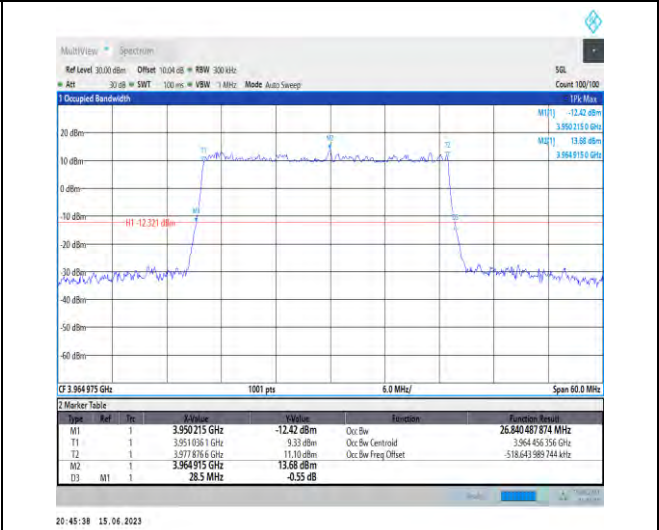 MultiView Spectrum
Ref Level 30.00 dBm Offset 10.04 dB RBW 300 kHz SGL
Att 30 dB SWT 100 ms VBW 1 MHz Mode Auto Sweep Count 100/100
1 Occupied Bandwidth 1Pk Max
M1[1] -12.42 dBm
3.950 215 0 GHz
M2[1] 13.68 dBm
3.964 915 0 GHz
20 dBm
M2
T1
T2
10 dBm
0 dBm
M1
-10 dBm
H1 -12.321 dBm
-20 dBm
-30 dBm
-40 dBm
-50 dBm
-60 dBm
CF 3.964 975 GHz 1001 pts 6.0 MHz/ Span 60.0 MHz
2 Marker Table
Type Ref Trc X-Value Y-Value Function Function Result
M1 1 3.950 215 GHz -12.42 dBm Occ Bw 26.840 487 874 MHz
T1 1 3.951 036 1 GHz 9.33 dBm Occ Bw Centroid 3.964 456 356 GHz
T2 1 3.977 876 6 GHz 11.10 dBm Occ Bw Freq Offset -518.643 989 744 kHz
M2 1 3.964 915 GHz 13.68 dBm
D3 M1 1 28.5 MHz -0.55 dB
20:45:38 15.06.2023